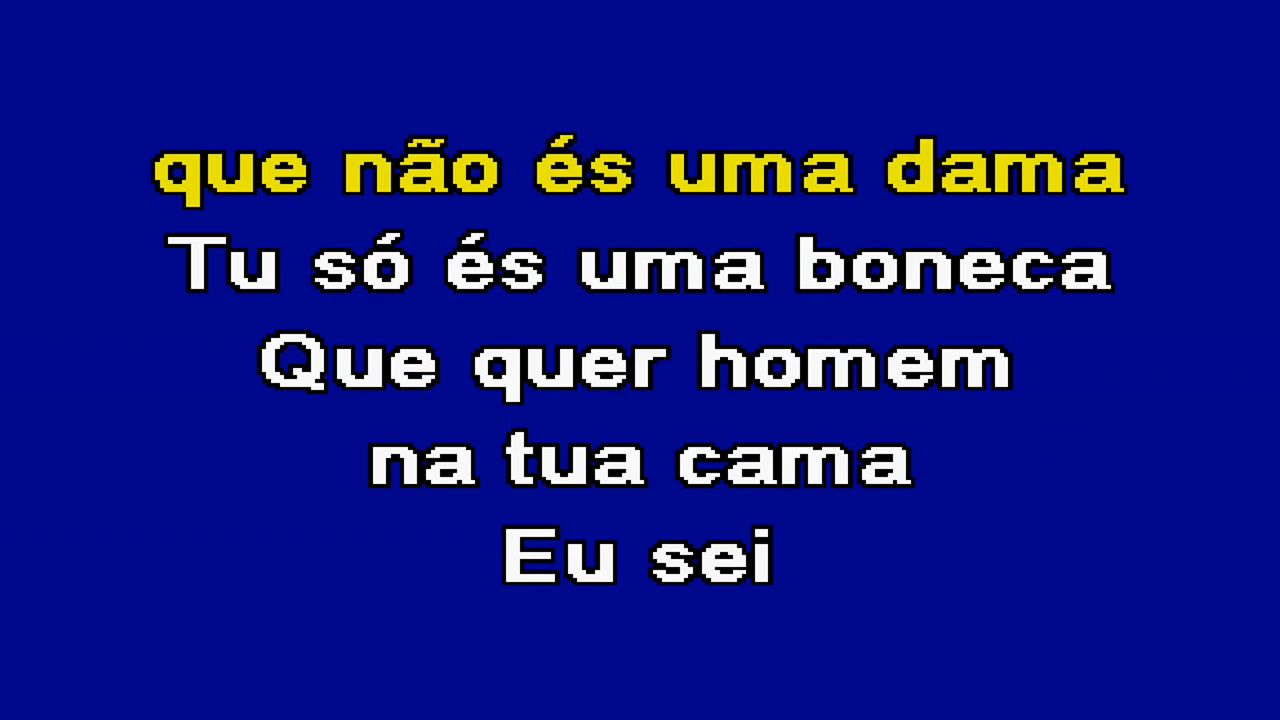 que não és uma dama
Tu só és uma boneca
Que quer homem
na tua cama
Eu sei